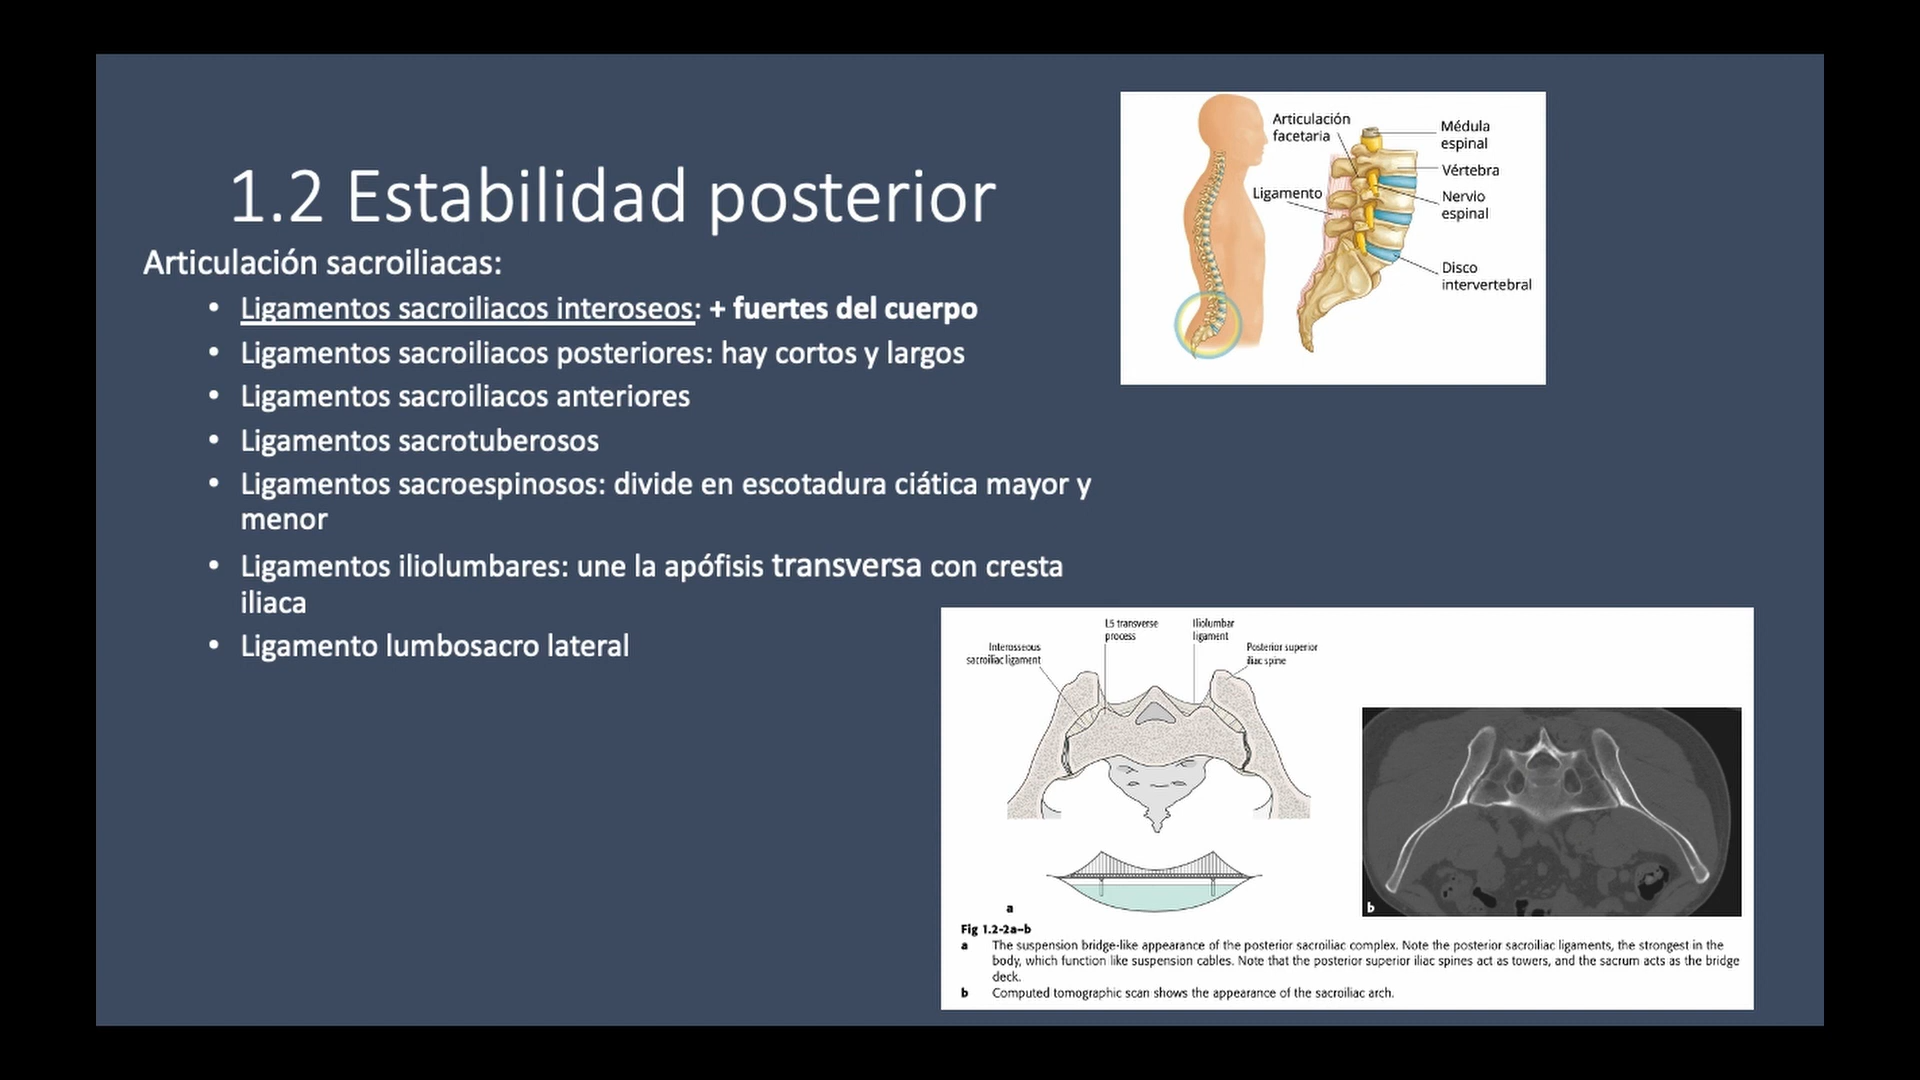 1.2 Estabilidad posterior
Articulación sacroiliacas:
• Ligamentos sacroiliacos interoseos: + fuertes del cuerpo
• Ligamentos sacroiliacos posteriores: hay cortos y largos
• Ligamentos sacroiliacos anteriores
• Ligamentos sacrotuberosos
• Ligamentos sacroespinosos: divide en escotadura ciática mayor y
menor
• Ligamentos iliolumbares: une la apófisis transversa con cresta
iliaca
• Ligamento lumbosacro lateral
Articulación
facetaria
Ligamento
Médula
espinal
Vértebra
Nervio
espinal
Disco
intervertebral
L5 transverse
process
Iliolumbar
ligament
Interosseous
sacroiliac ligament
Posterior superior
iliac spine
a
b
Fig 1.2-2a–b
a The suspension bridge-like appearance of the posterior sacroiliac complex. Note the posterior sacroiliac ligaments, the strongest in the
body, which function like suspension cables. Note that the posterior superior iliac spines act as towers, and the sacrum acts as the bridge
deck.
b Computed tomographic scan shows the appearance of the sacroiliac arch.